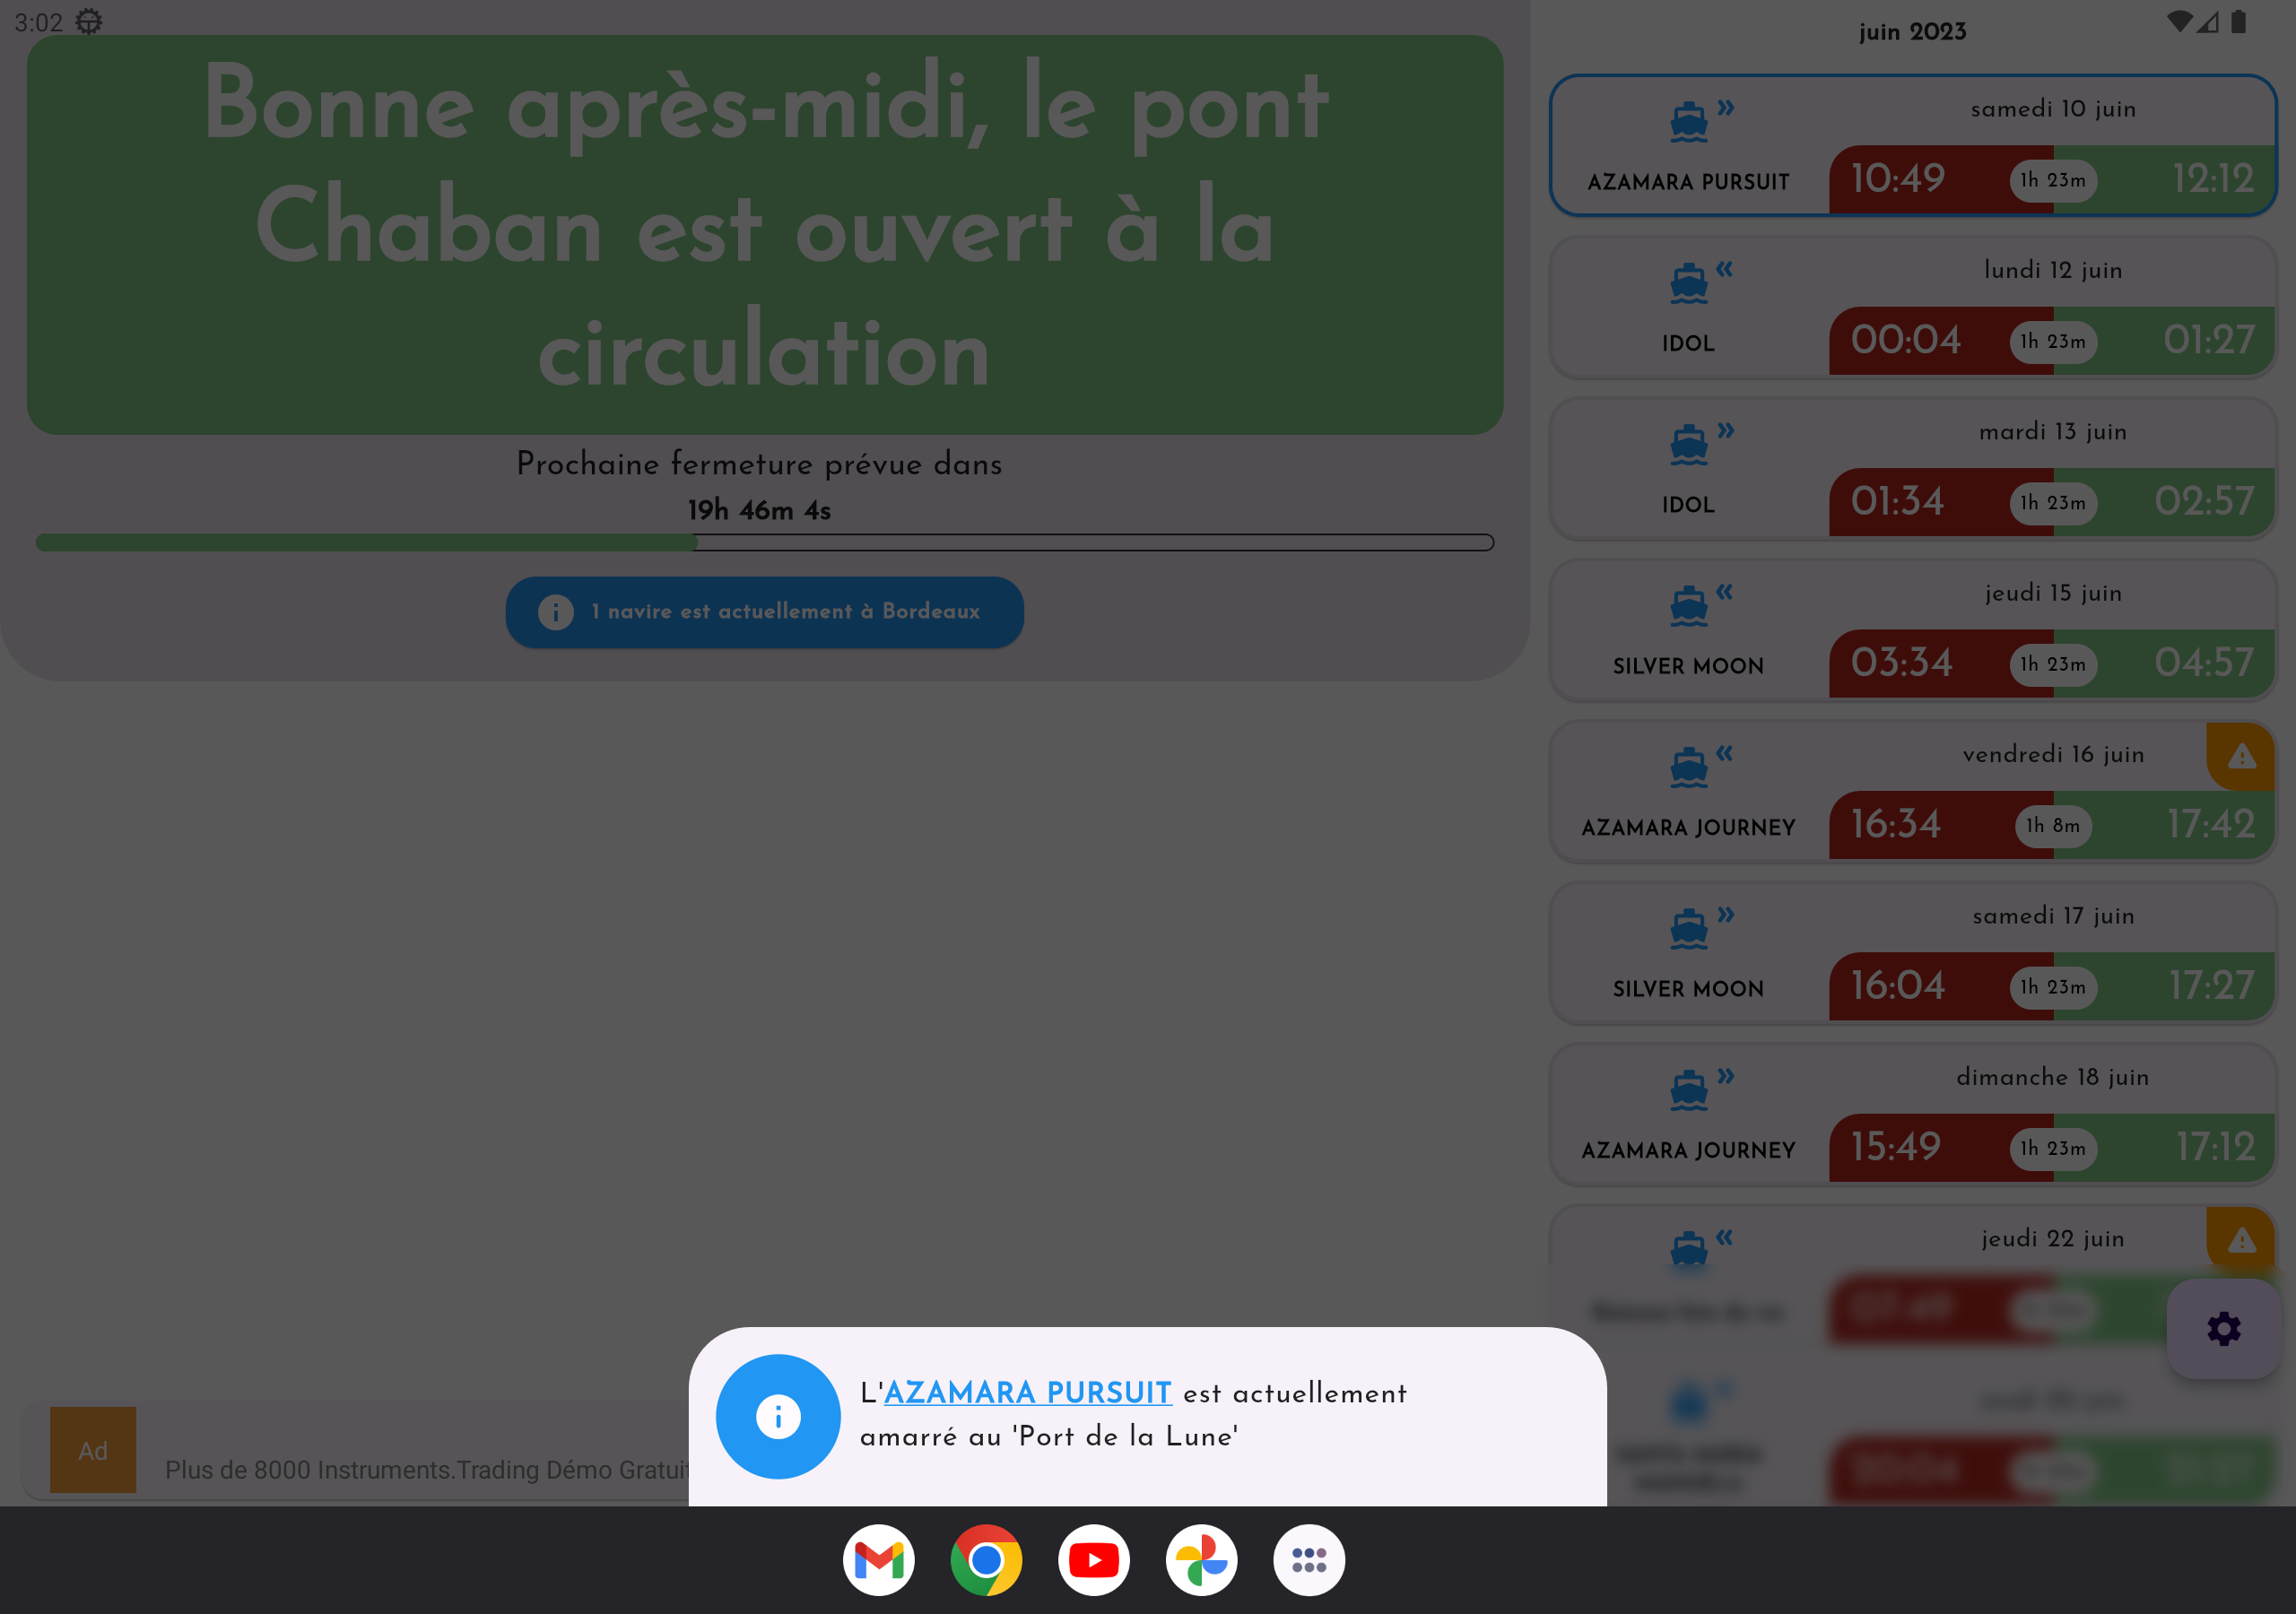 3:02
Bonne après-midi, le pont
Chaban est ouvert à la
circulation
Prochaine fermeture prévue dans
19h 46m 4s
1 navire est actuellement à Bordeaux
juin 2023
samedi 10 juin
AZAMARA PURSUIT
10:49
1h 23m
12:12
lundi 12 juin
IDOL
00:04
1h 23m
01:27
mardi 13 juin
IDOL
01:34
1h 23m
02:57
jeudi 15 juin
SILVER MOON
03:34
1h 23m
04:57
vendredi 16 juin
AZAMARA JOURNEY
16:34
1h 8m
17:42
samedi 17 juin
SILVER MOON
16:04
1h 23m
17:27
dimanche 18 juin
AZAMARA JOURNEY
15:49
1h 23m
17:12
jeudi 22 juin
L'AZAMARA PURSUIT est actuellement
amarré au 'Port de la Lune'
Ad
Plus de 8000 Instruments.Trading Démo